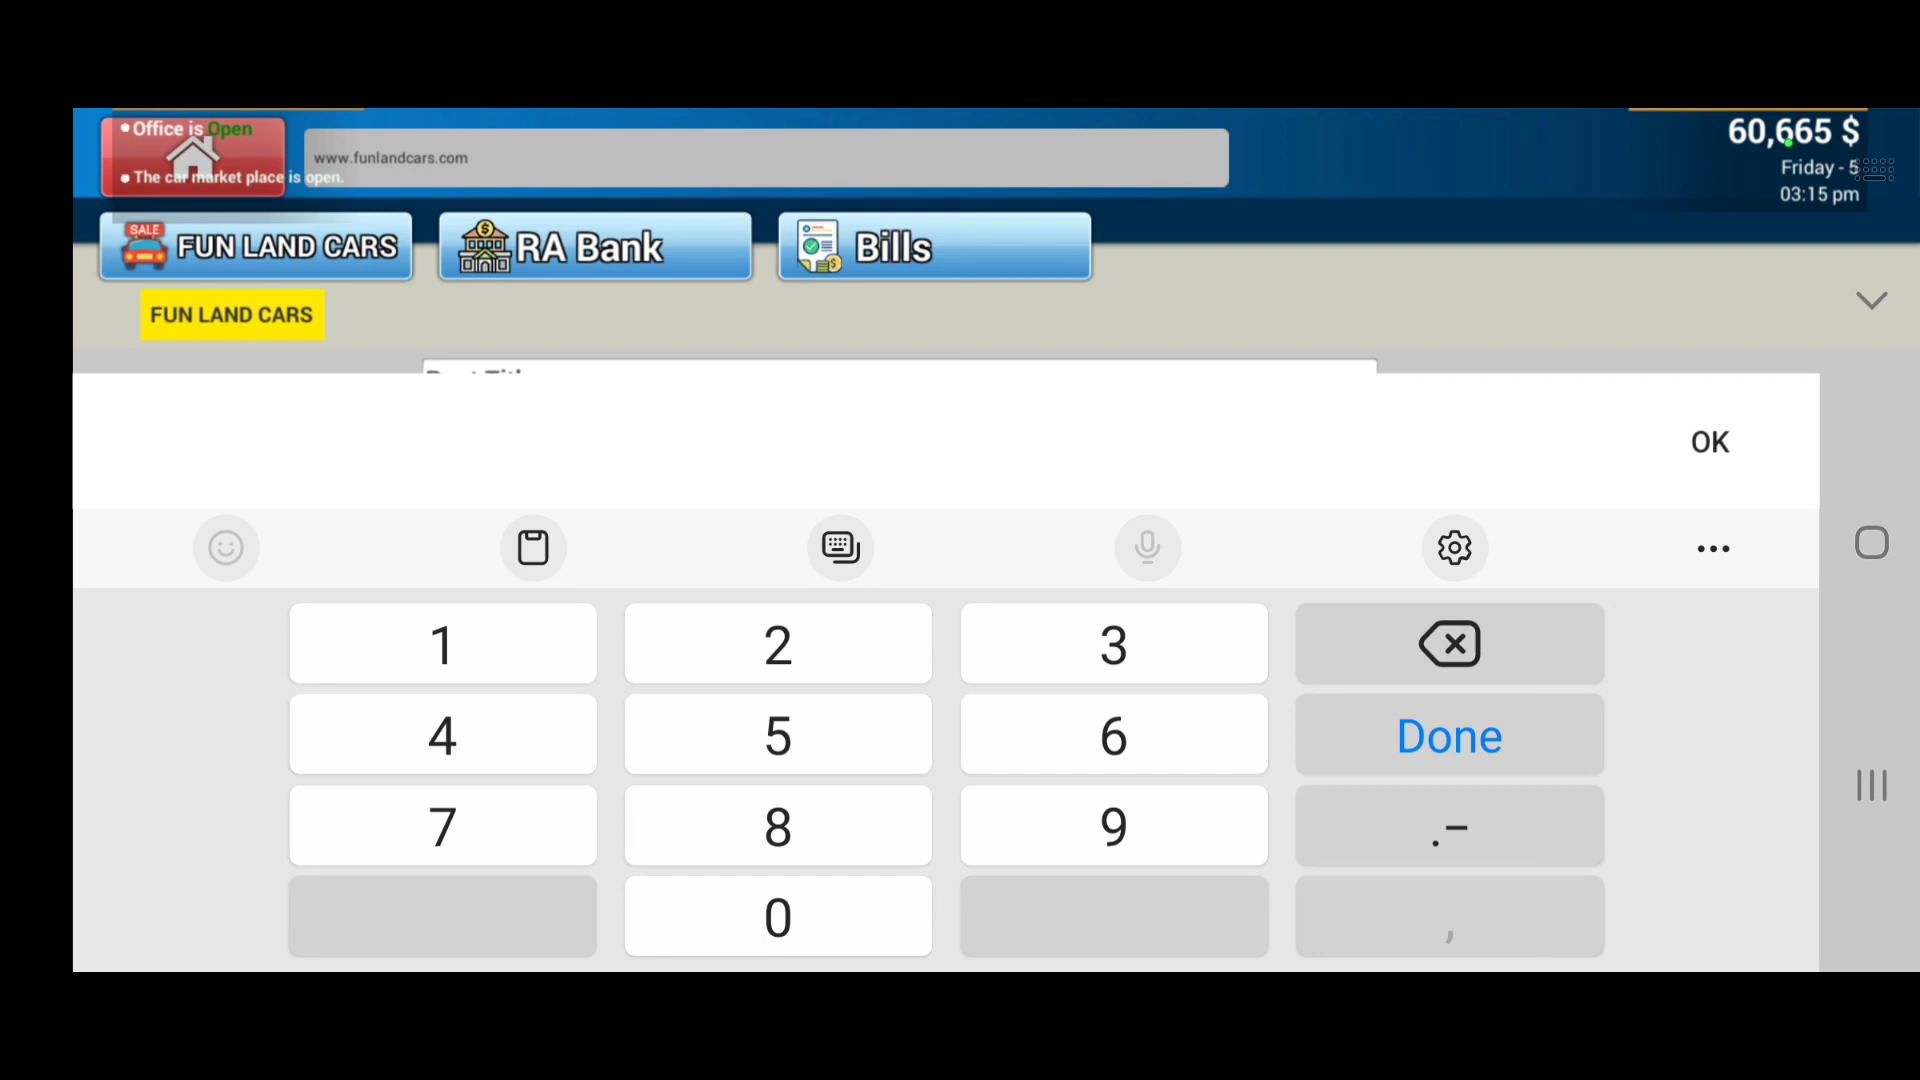 Office is Open
www.funlandcars.com
The car market place is open.
60,665 $
Friday - 5
03:15 pm
SALE
FUN LAND CARS
RA Bank
Bills
FUN LAND CARS
OK
1 2 3
4 5 6 Done
7 8 9 .-
0 ,